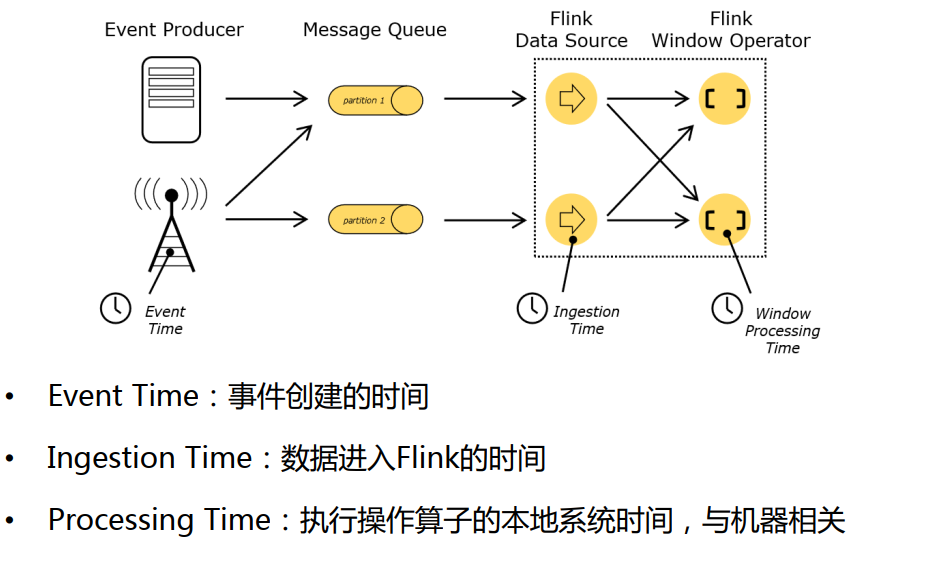 Event Producer
Message Queue
Flink
Data Source
Flink
Window Operator
partition 1
partition 2
Event
Time
Ingestion
Time
Window
Processing
Time
• Event Time：事件创建的时间
• Ingestion Time：数据进入Flink的时间
• Processing Time：执行操作算子的本地系统时间，与机器相关